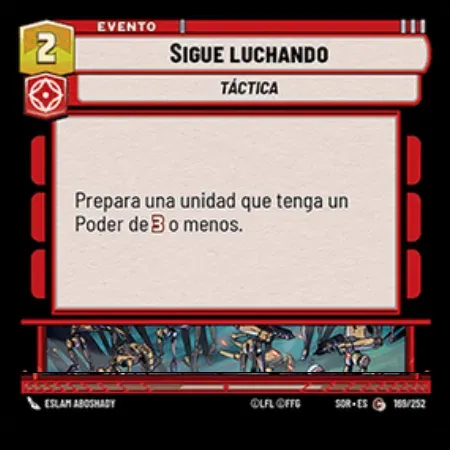 EVENTO
2
SIGUE LUCHANDO
TÁCTICA
Prepara una unidad que tenga un
Poder de 3 o menos.
ESLAM ABOSHADY ©LFL ©FFG SOR • ES C 169/252